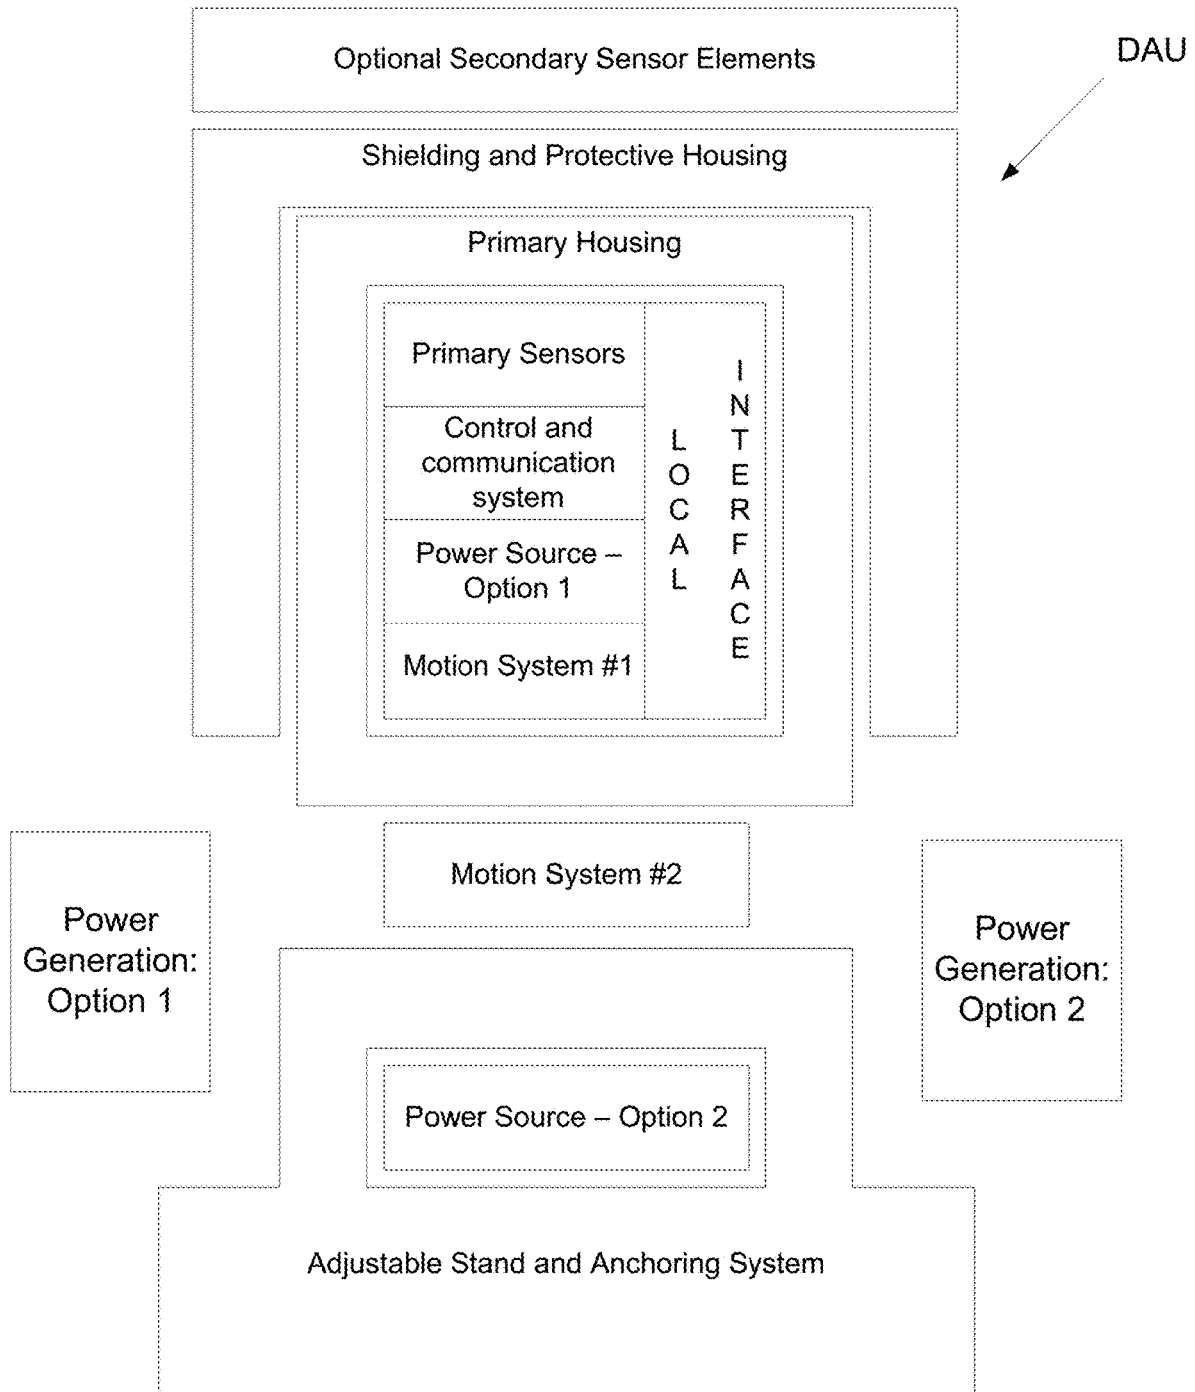 Optional Secondary Sensor Elements
DAU
Shielding and Protective Housing
Primary Housing
Primary Sensors
Control and
communication
system
Power Source –
Option 1
Motion System #1
LOCAL
INTERFACE
Motion System #2
Power
Generation:
Option 1
Power
Generation:
Option 2
Power Source – Option 2
Adjustable Stand and Anchoring System